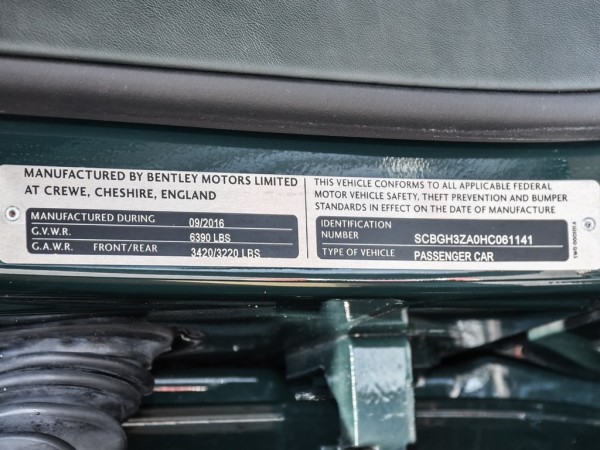 MANUFACTURED BY BENTLEY MOTORS LIMITED
AT CREWE, CHESHIRE, ENGLAND
MANUFACTURED DURING 09/2016
G.V.W.R. 6390 LBS
G.A.W.R. FRONT/REAR 3420/3220 LBS
THIS VEHICLE CONFORMS TO ALL APPLICABLE FEDERAL
MOTOR VEHICLE SAFETY, THEFT PREVENTION AND BUMPER
STANDARDS IN EFFECT ON THE DATE OF MANUFACTURE
IDENTIFICATION
NUMBER SCBGH3ZA0HC061141
TYPE OF VEHICLE PASSENGER CAR